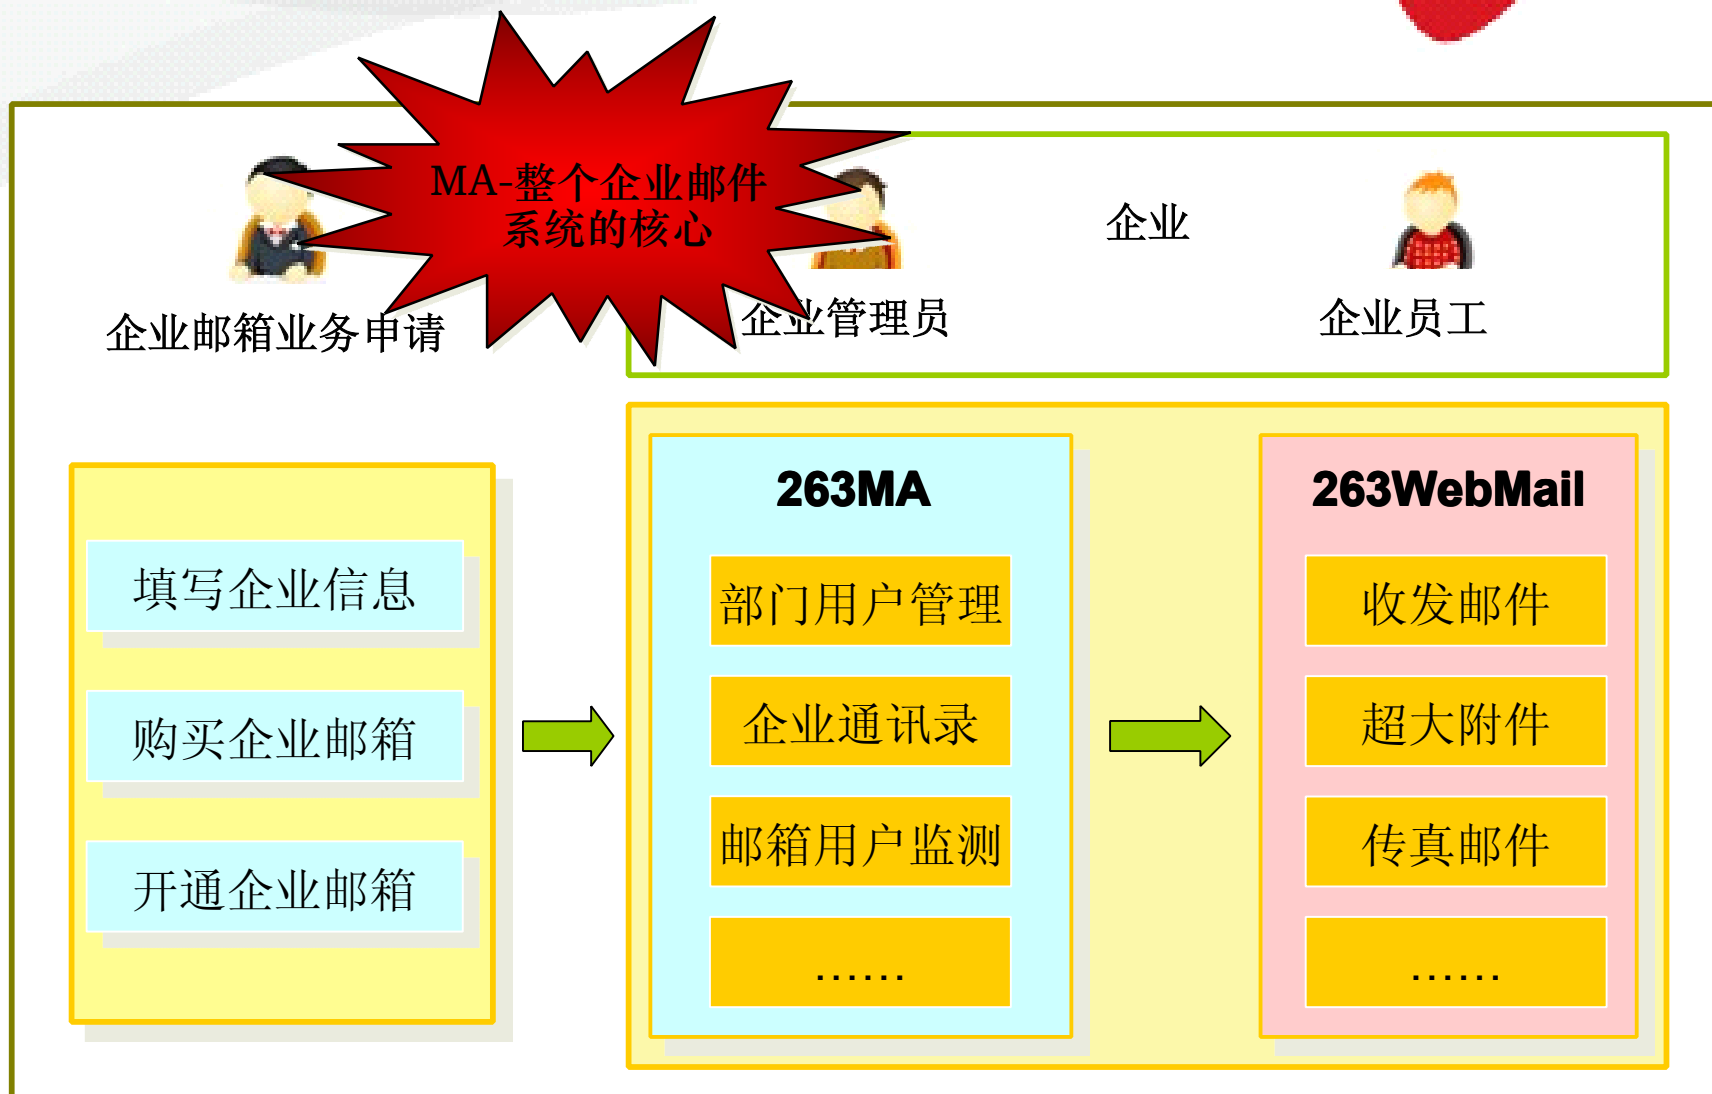 MA-整个企业邮件
系统的核心
企业
企业邮箱业务申请
企业管理员
企业员工
填写企业信息
购买企业邮箱
开通企业邮箱
263MA
部门用户管理
企业通讯录
邮箱用户监测
......
263WebMail
收发邮件
超大附件
传真邮件
......